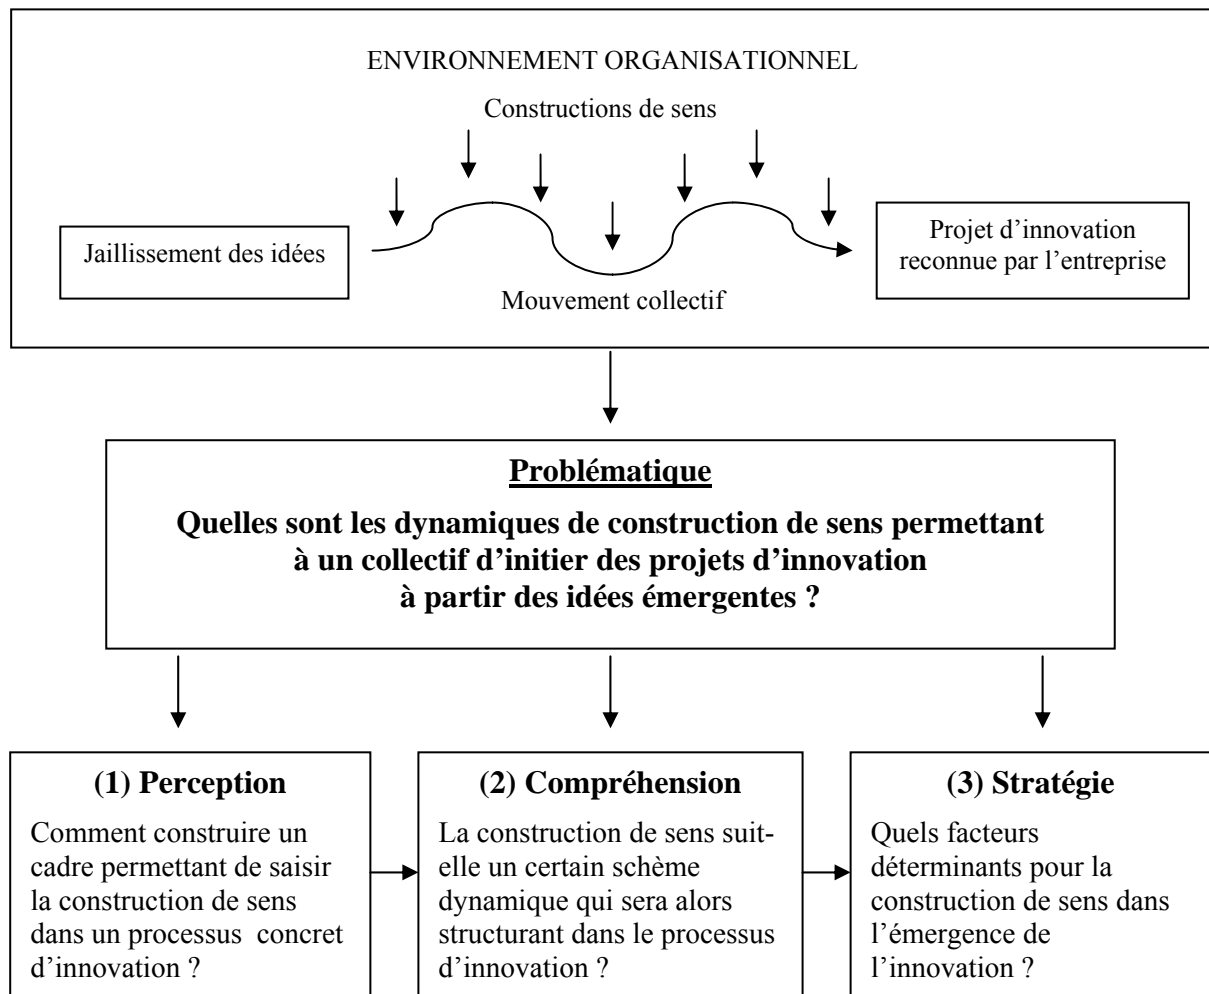 ENVIRONNEMENT ORGANISATIONNEL
Constructions de sens
Jaillissement des idées
Projet d’innovation
reconnue par l’entreprise
Mouvement collectif
Problématique
Quelles sont les dynamiques de construction de sens permettant
à un collectif d’initier des projets d’innovation
à partir des idées émergentes ?
(1) Perception
Comment construire un
cadre permettant de saisir
la construction de sens
dans un processus concret
d’innovation ?
(2) Compréhension
La construction de sens suit-
elle un certain schème
dynamique qui sera alors
structurant dans le processus
d’innovation ?
(3) Stratégie
Quels facteurs
déterminants pour la
construction de sens dans
l’émergence de
l’innovation ?